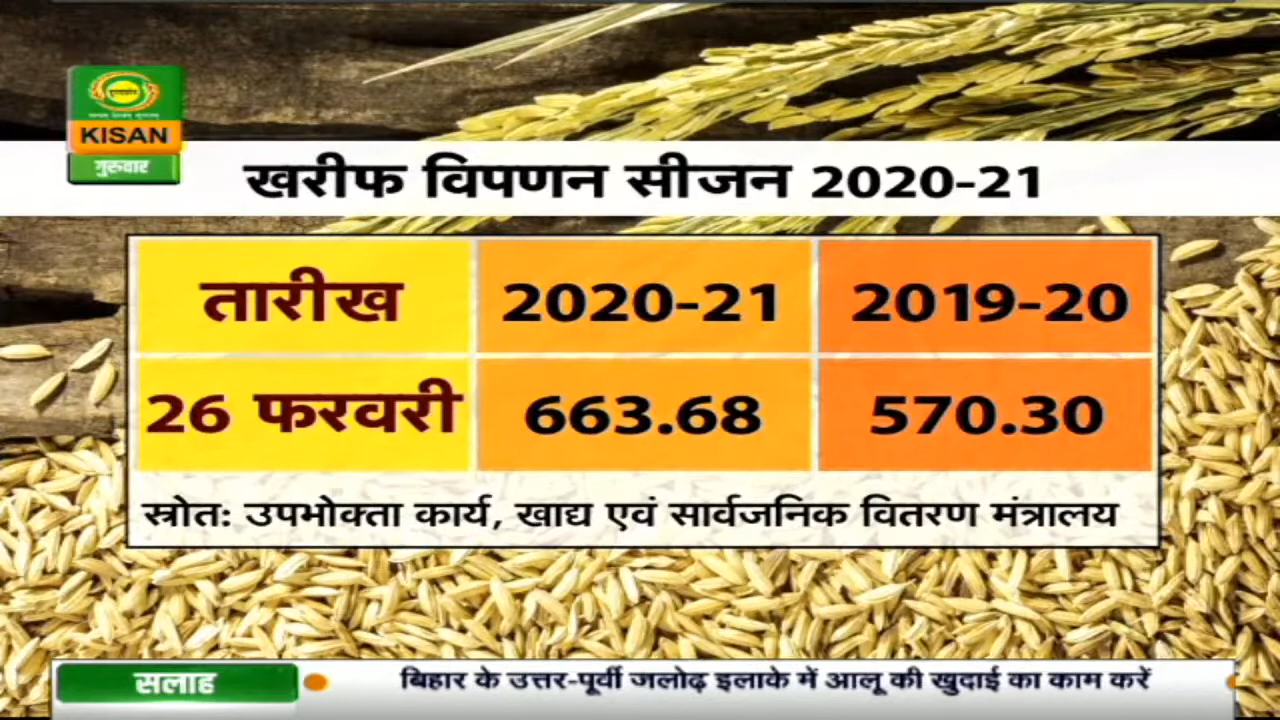 KISAN
गुरुवार
खरीफ विपणन सीजन 2020-21
तारीख 2020-21 2019-20
26 फरवरी 663.68 570.30
स्रोत: उपभोक्ता कार्य, खाद्य एवं सार्वजनिक वितरण मंत्रालय
सलाह बिहार के उत्तर-पूर्वी जलोढ़ इलाके में आलू की खुदाई का काम करें